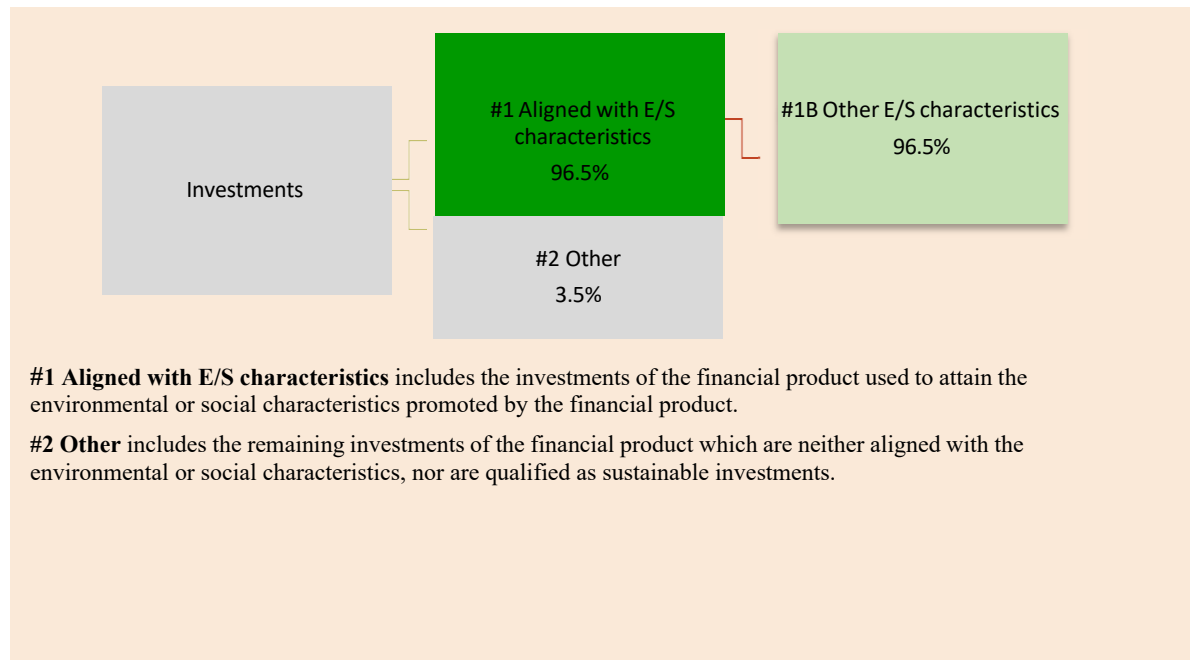 Investments
#1 Aligned with E/S
characteristics
96.5%
#2 Other
3.5%
#1B Other E/S characteristics
96.5%
#1 Aligned with E/S characteristics includes the investments of the financial product used to attain the
environmental or social characteristics promoted by the financial product.
#2 Other includes the remaining investments of the financial product which are neither aligned with the
environmental or social characteristics, nor are qualified as sustainable investments.